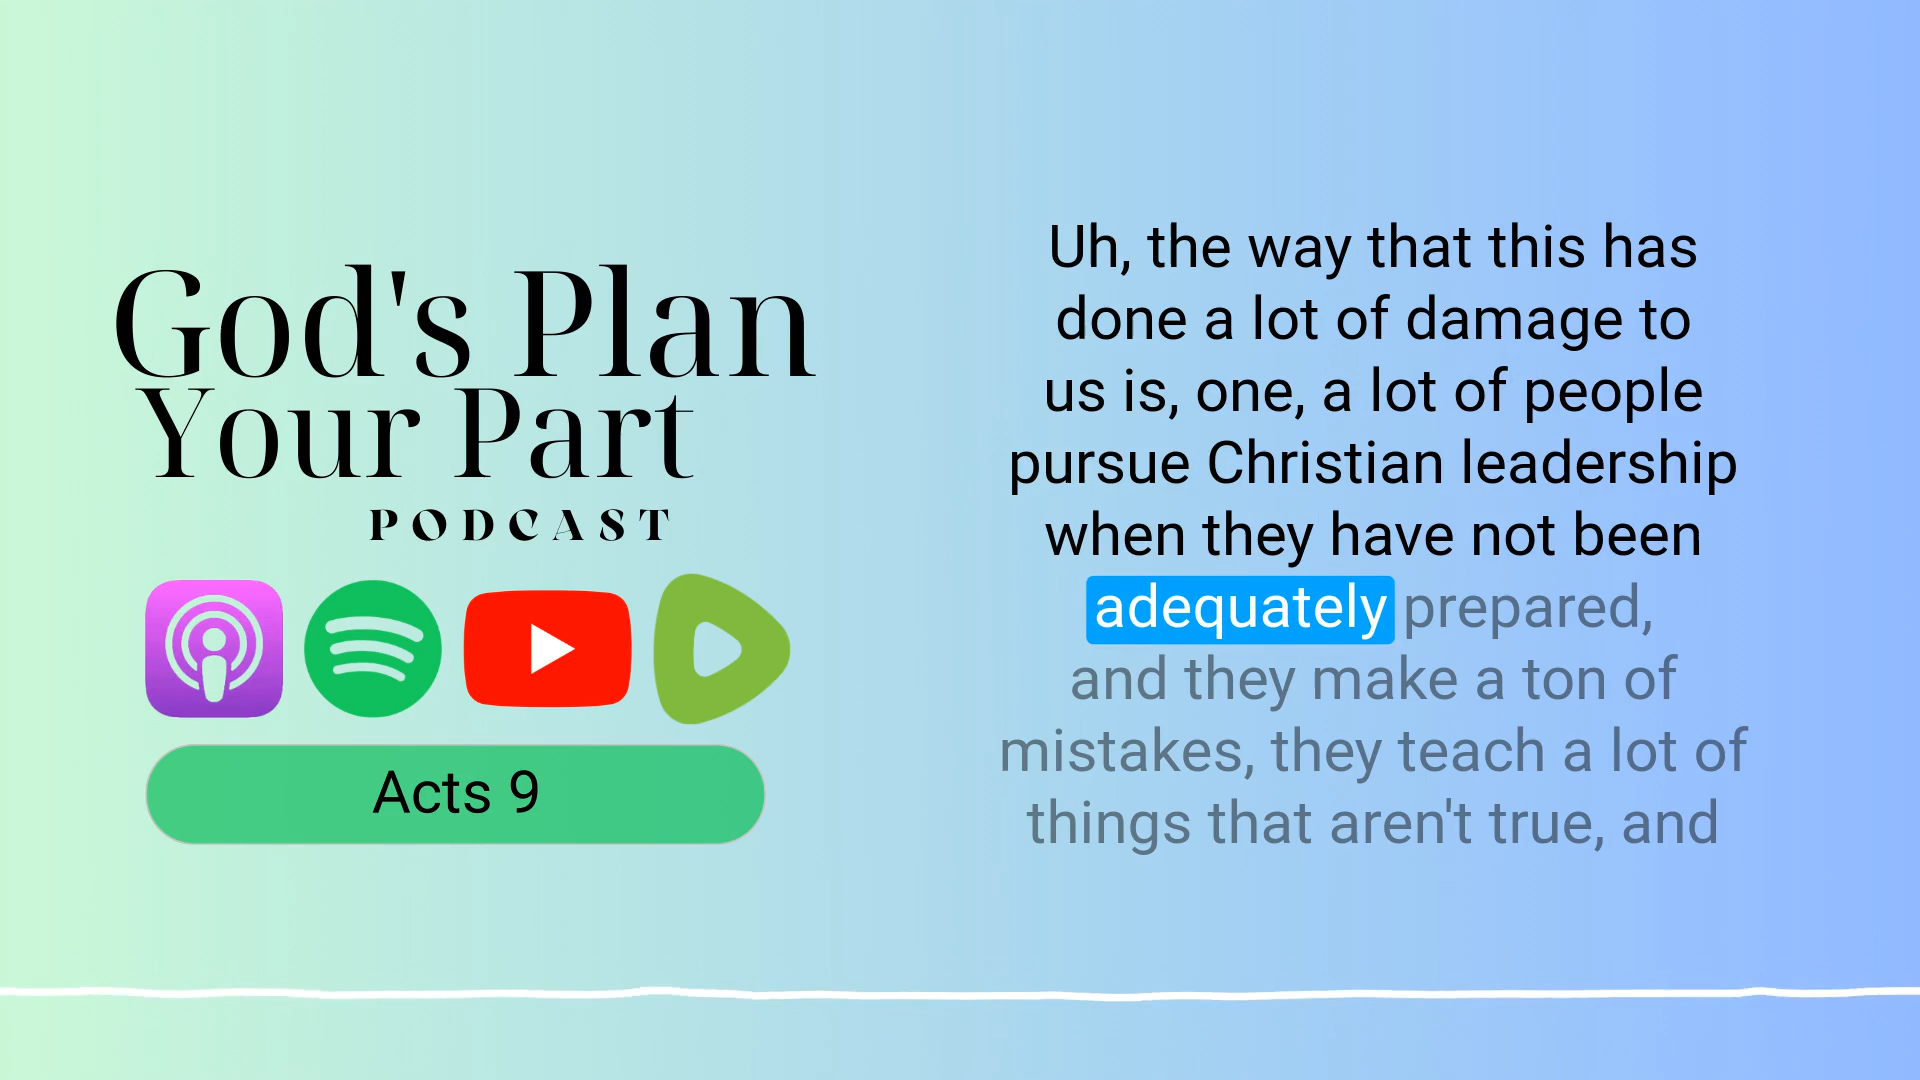 God's Plan
Your Part
PODCAST
Acts 9
Uh, the way that this has
done a lot of damage to
us is, one, a lot of people
pursue Christian leadership
when they have not been
adequately prepared,
and they make a ton of
mistakes, they teach a lot of
things that aren't true, and